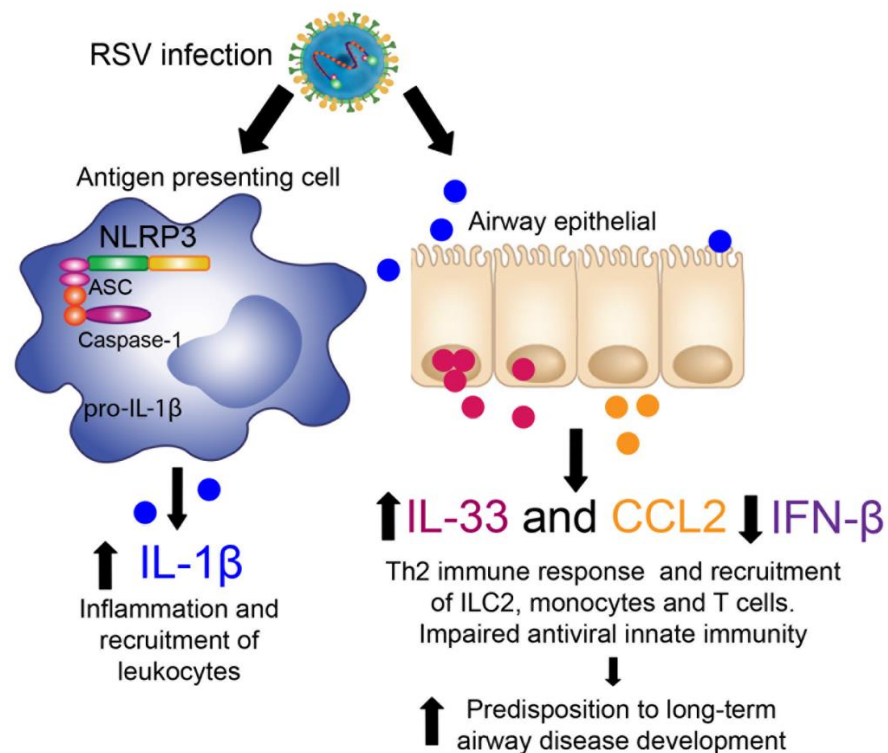 RSV infection
Antigen presenting cell
NLRP3
ASC
Caspase-1
pro-IL-1β
IL-1β
Inflammation and
recruitment of
leukocytes
Airway epithelial
IL-33 and CCL2 IFN-β
Th2 immune response and recruitment
of ILC2, monocytes and T cells.
Impaired antiviral innate immunity
Predisposition to long-term
airway disease development